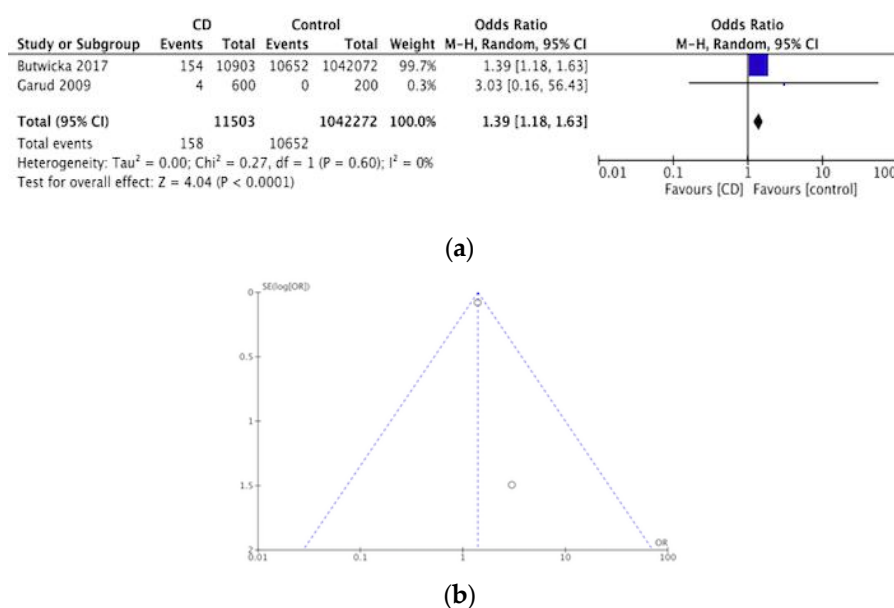 CD Control Odds Ratio Odds Ratio
Study or Subgroup Events Total Events Total Weight M-H, Random, 95% CI M-H, Random, 95% CI
Butwicka 2017 154 10903 10652 1042072 99.7% 1.39 [1.18, 1.63]
Garud 2009 4 600 0 200 0.3% 3.03 [0.16, 56.43]
Total (95% CI) 11503 1042272 100.0% 1.39 [1.18, 1.63]
Total events 158 10652
Heterogeneity: Tau² = 0.00; Chi² = 0.27, df = 1 (P = 0.60); I² = 0%
Test for overall effect: Z = 4.04 (P < 0.0001)
0.01 0.1 1 10 100
Favours [CD] Favours [control]
(a)
SE(log[OR])
0
0.5
1
1.5
2
OR
0.01 0.1 1 10 100
(b)